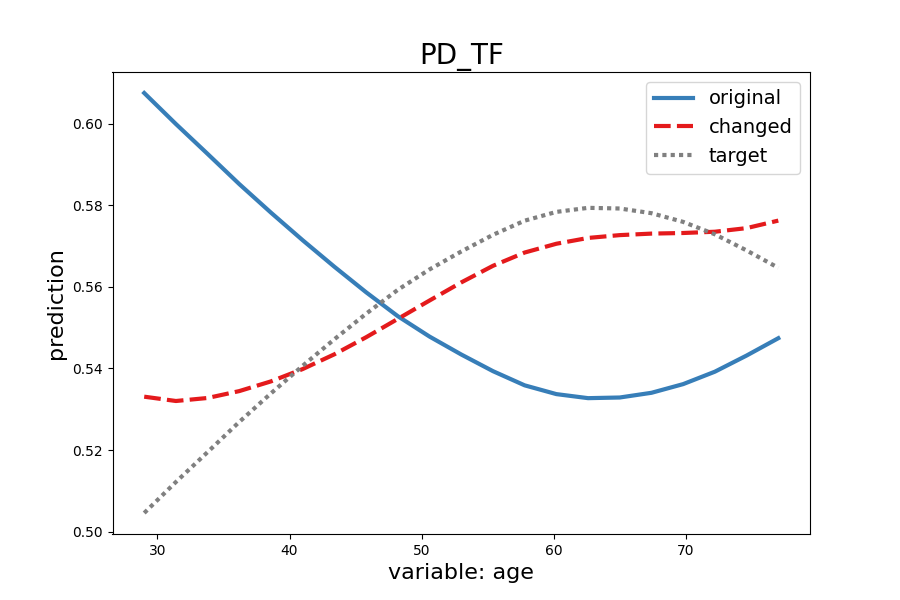 PD_TF
original
changed
target
0.60
0.58
0.56
0.54
0.52
0.50
prediction
30 40 50 60 70
variable: age